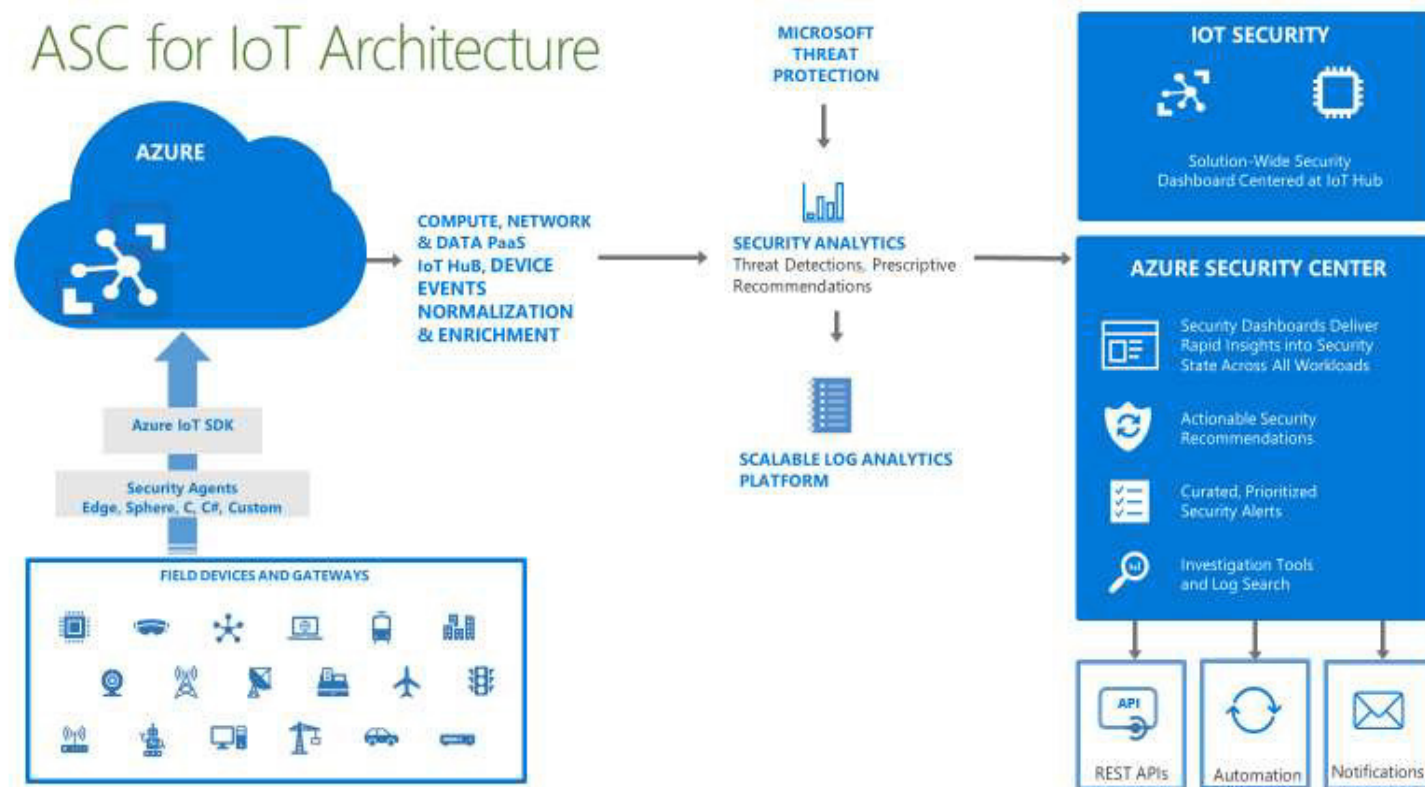 ASC for IoT Architecture
AZURE
Azure IoT SDK
Security Agents
Edge, Sphere, C, C#, Custom
FIELD DEVICES AND GATEWAYS
COMPUTE, NETWORK
& DATA PaaS
IoT HuB, DEVICE
EVENTS
NORMALIZATION
& ENRICHMENT
MICROSOFT
THREAT
PROTECTION
SECURITY ANALYTICS
Threat Detections, Prescriptive
Recommendations
SCALABLE LOG ANALYTICS
PLATFORM
IOT SECURITY
Solution-Wide Security
Dashboard Centered at IoT Hub
AZURE SECURITY CENTER
Security Dashboards Deliver
Rapid Insights into Security
State Across All Workloads
Actionable Security
Recommendations
Curated, Prioritized
Security Alerts
Investigation Tools
and Log Search
API
REST APIs
Automation
Notifications